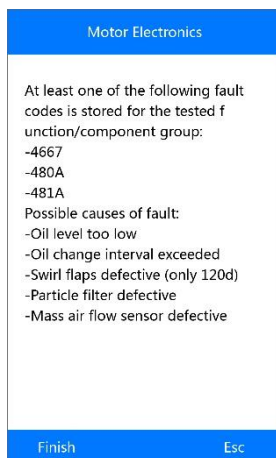 Motor Electronics
At least one of the following fault
codes is stored for the tested f
unction/component group:
-4667
-480A
-481A
Possible causes of fault:
-Oil level too low
-Oil change interval exceeded
-Swirl flaps defective (only 120d)
-Particle filter defective
-Mass air flow sensor defective
Finish Esc